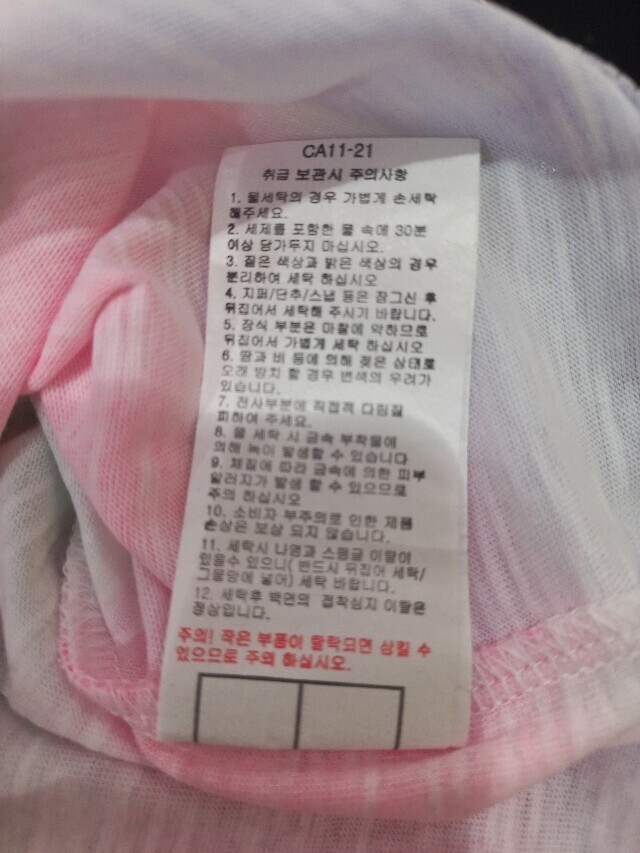 CA11-21
취급 보관시 주의사항
1. 물세탁의 경우 가볍게 손세탁
해주세요.
2. 세제를 포함한 물 속에 30분
이상 담가두지 마십시오.
3. 짙은 색상과 밝은 색상의 경우
분리하여 세탁 하십시오
4. 지퍼/단추/스냅 등은 잠그신 후
뒤집어서 세탁해 주시기 바랍니다.
5. 장식 부분은 마찰에 약하므로
뒤집어서 가볍게 세탁 하십시오
6. 땀과 비 등에 의해 젖은 상태로
오래 방치 할 경우 변색의 우려가
있습니다.
7. 전사부분에 직접적 다림질
피하여 주세요.
8. 물 세탁 시 금속 부착물에
의해 녹이 발생할 수 있습니다
9. 체질에 따라 금속에 의한 피부
알러지가 발생 할 수 있으므로
주의 하십시오
10. 소비자 부주의로 인한 제품
손상은 보상 되지 않습니다.
11. 세탁시 나염과 스팽글 이탈이
있을수 있으니( 반드시 뒤집어 세탁/
그물망에 넣어) 세탁 바랍니다.
12. 세탁후 백면의 접착심지 이탈은
정상입니다.
주의! 작은 부품이 탈탁되면 삼킬 수
있으므로 주의 하십시오.